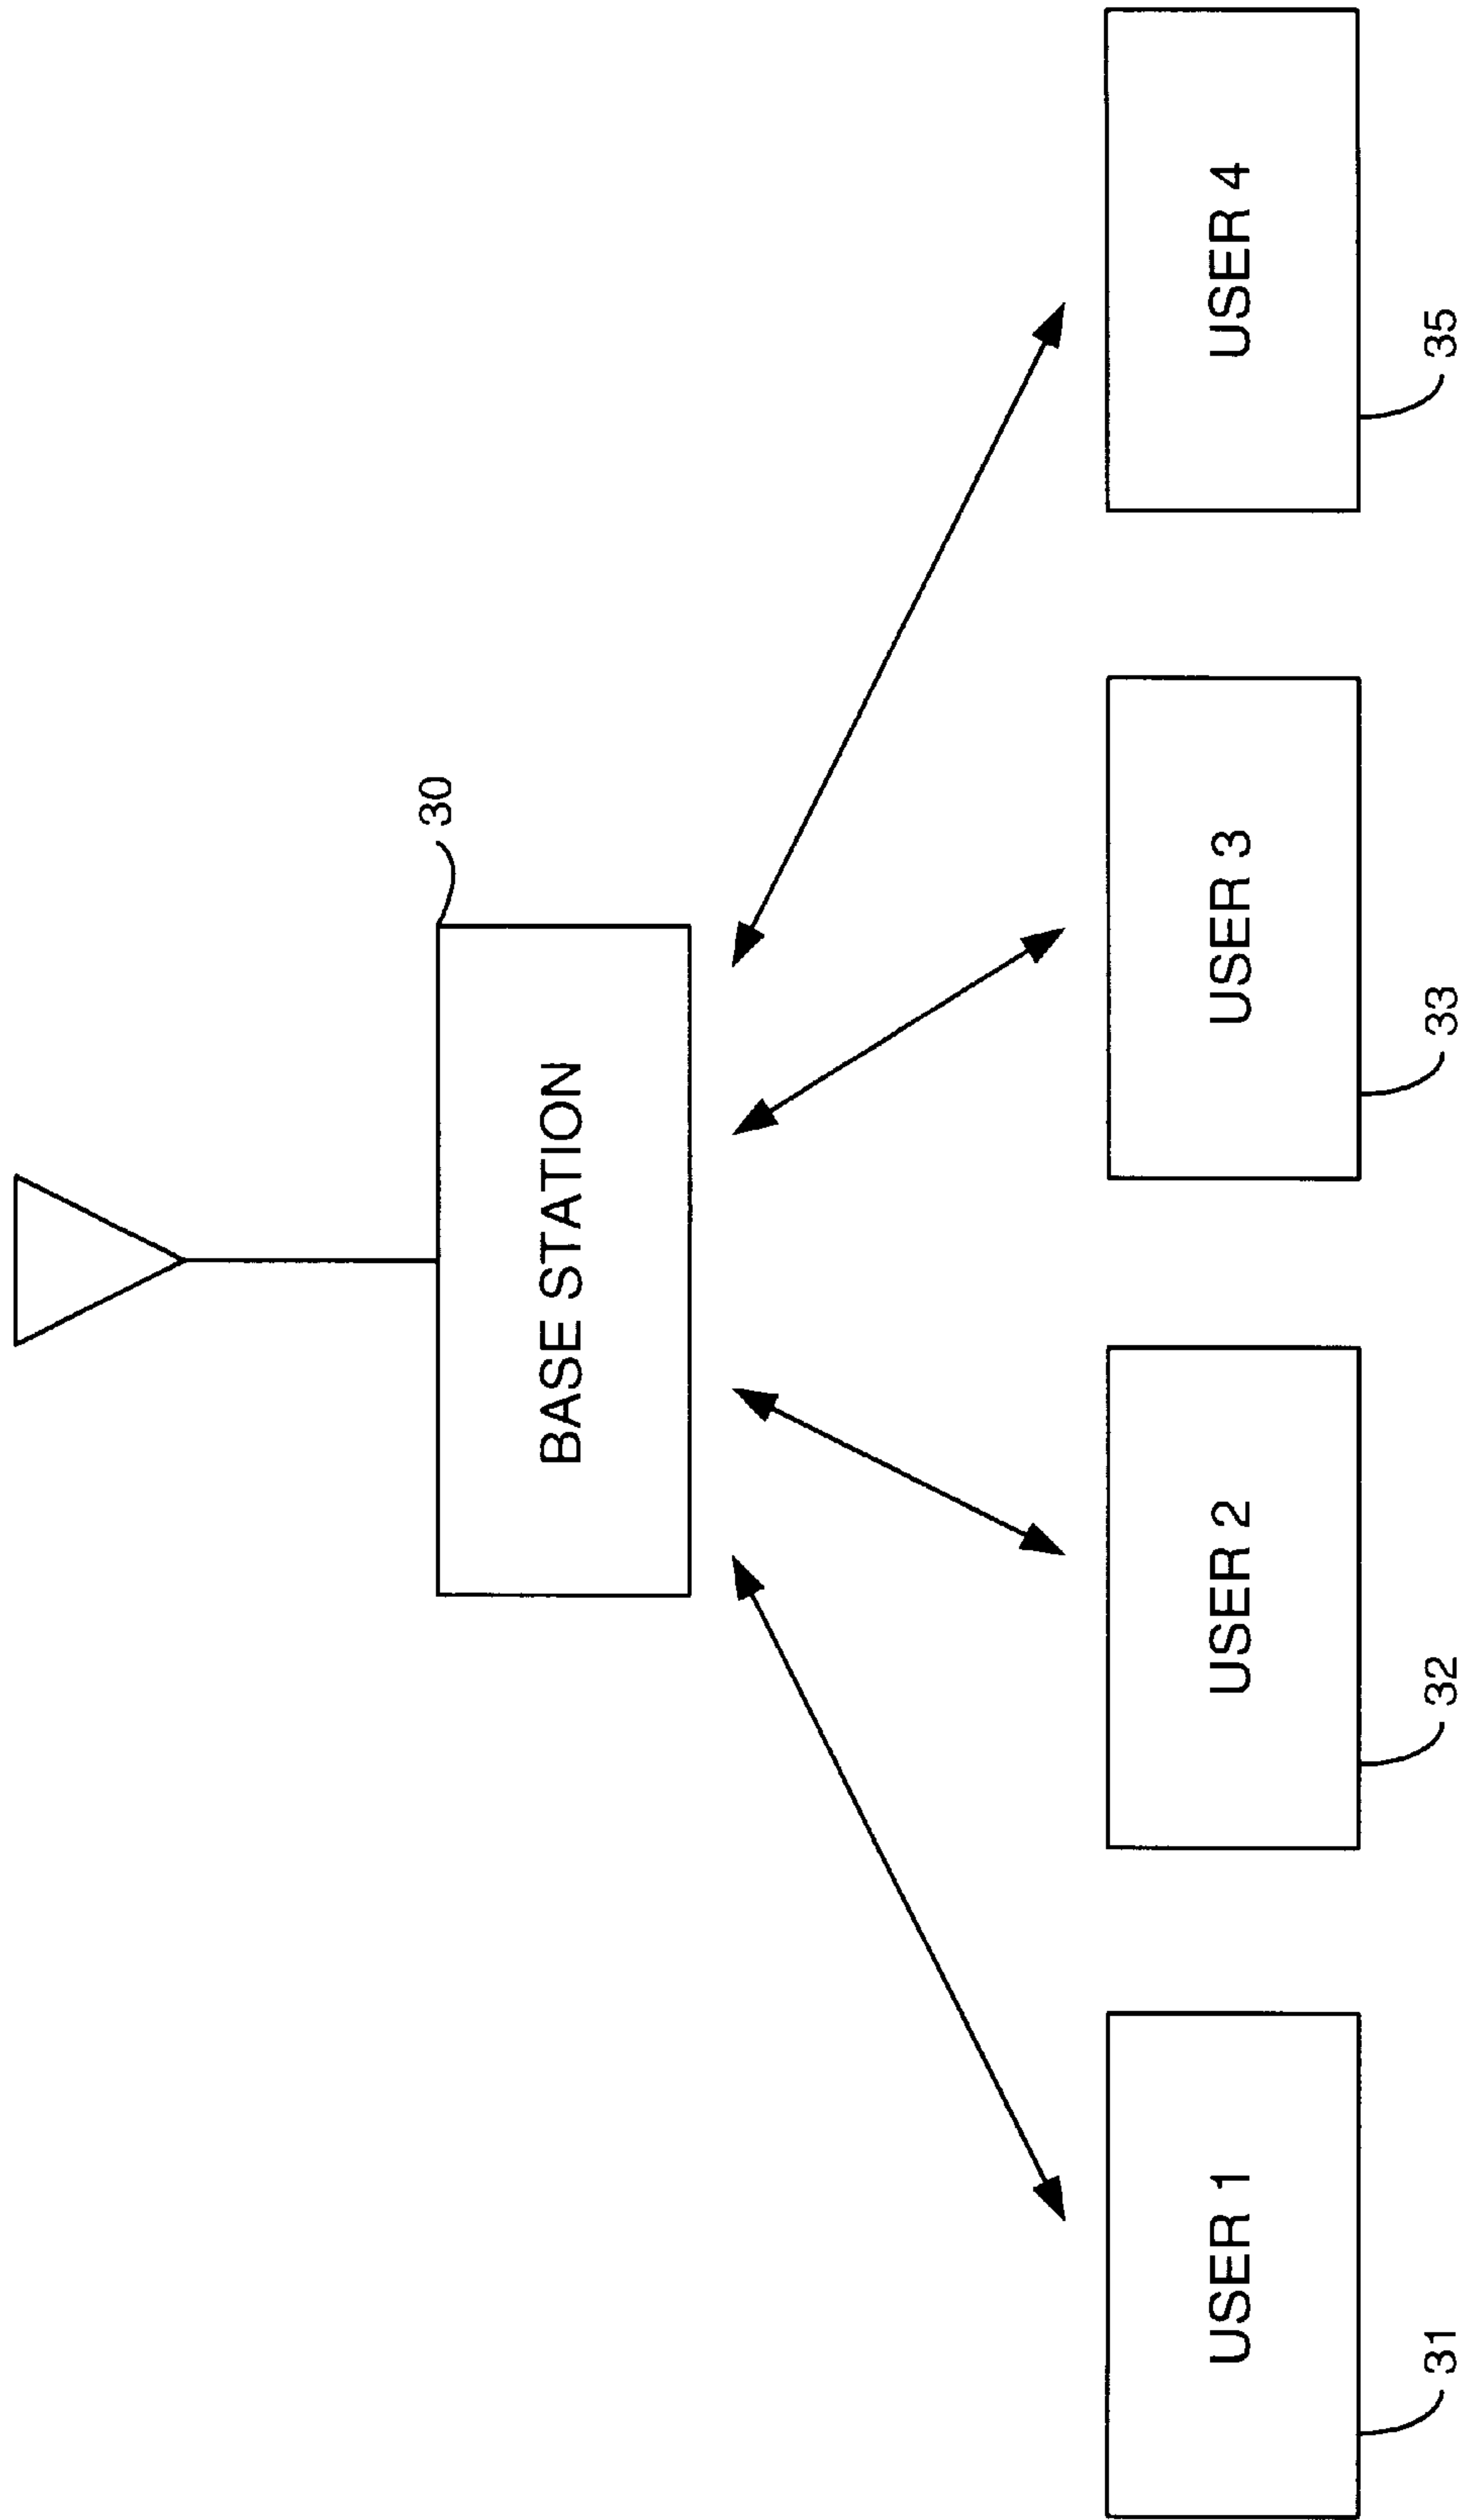 30
BASE STATION
USER 1
USER 2
USER 3
USER 4
31
32
33
35